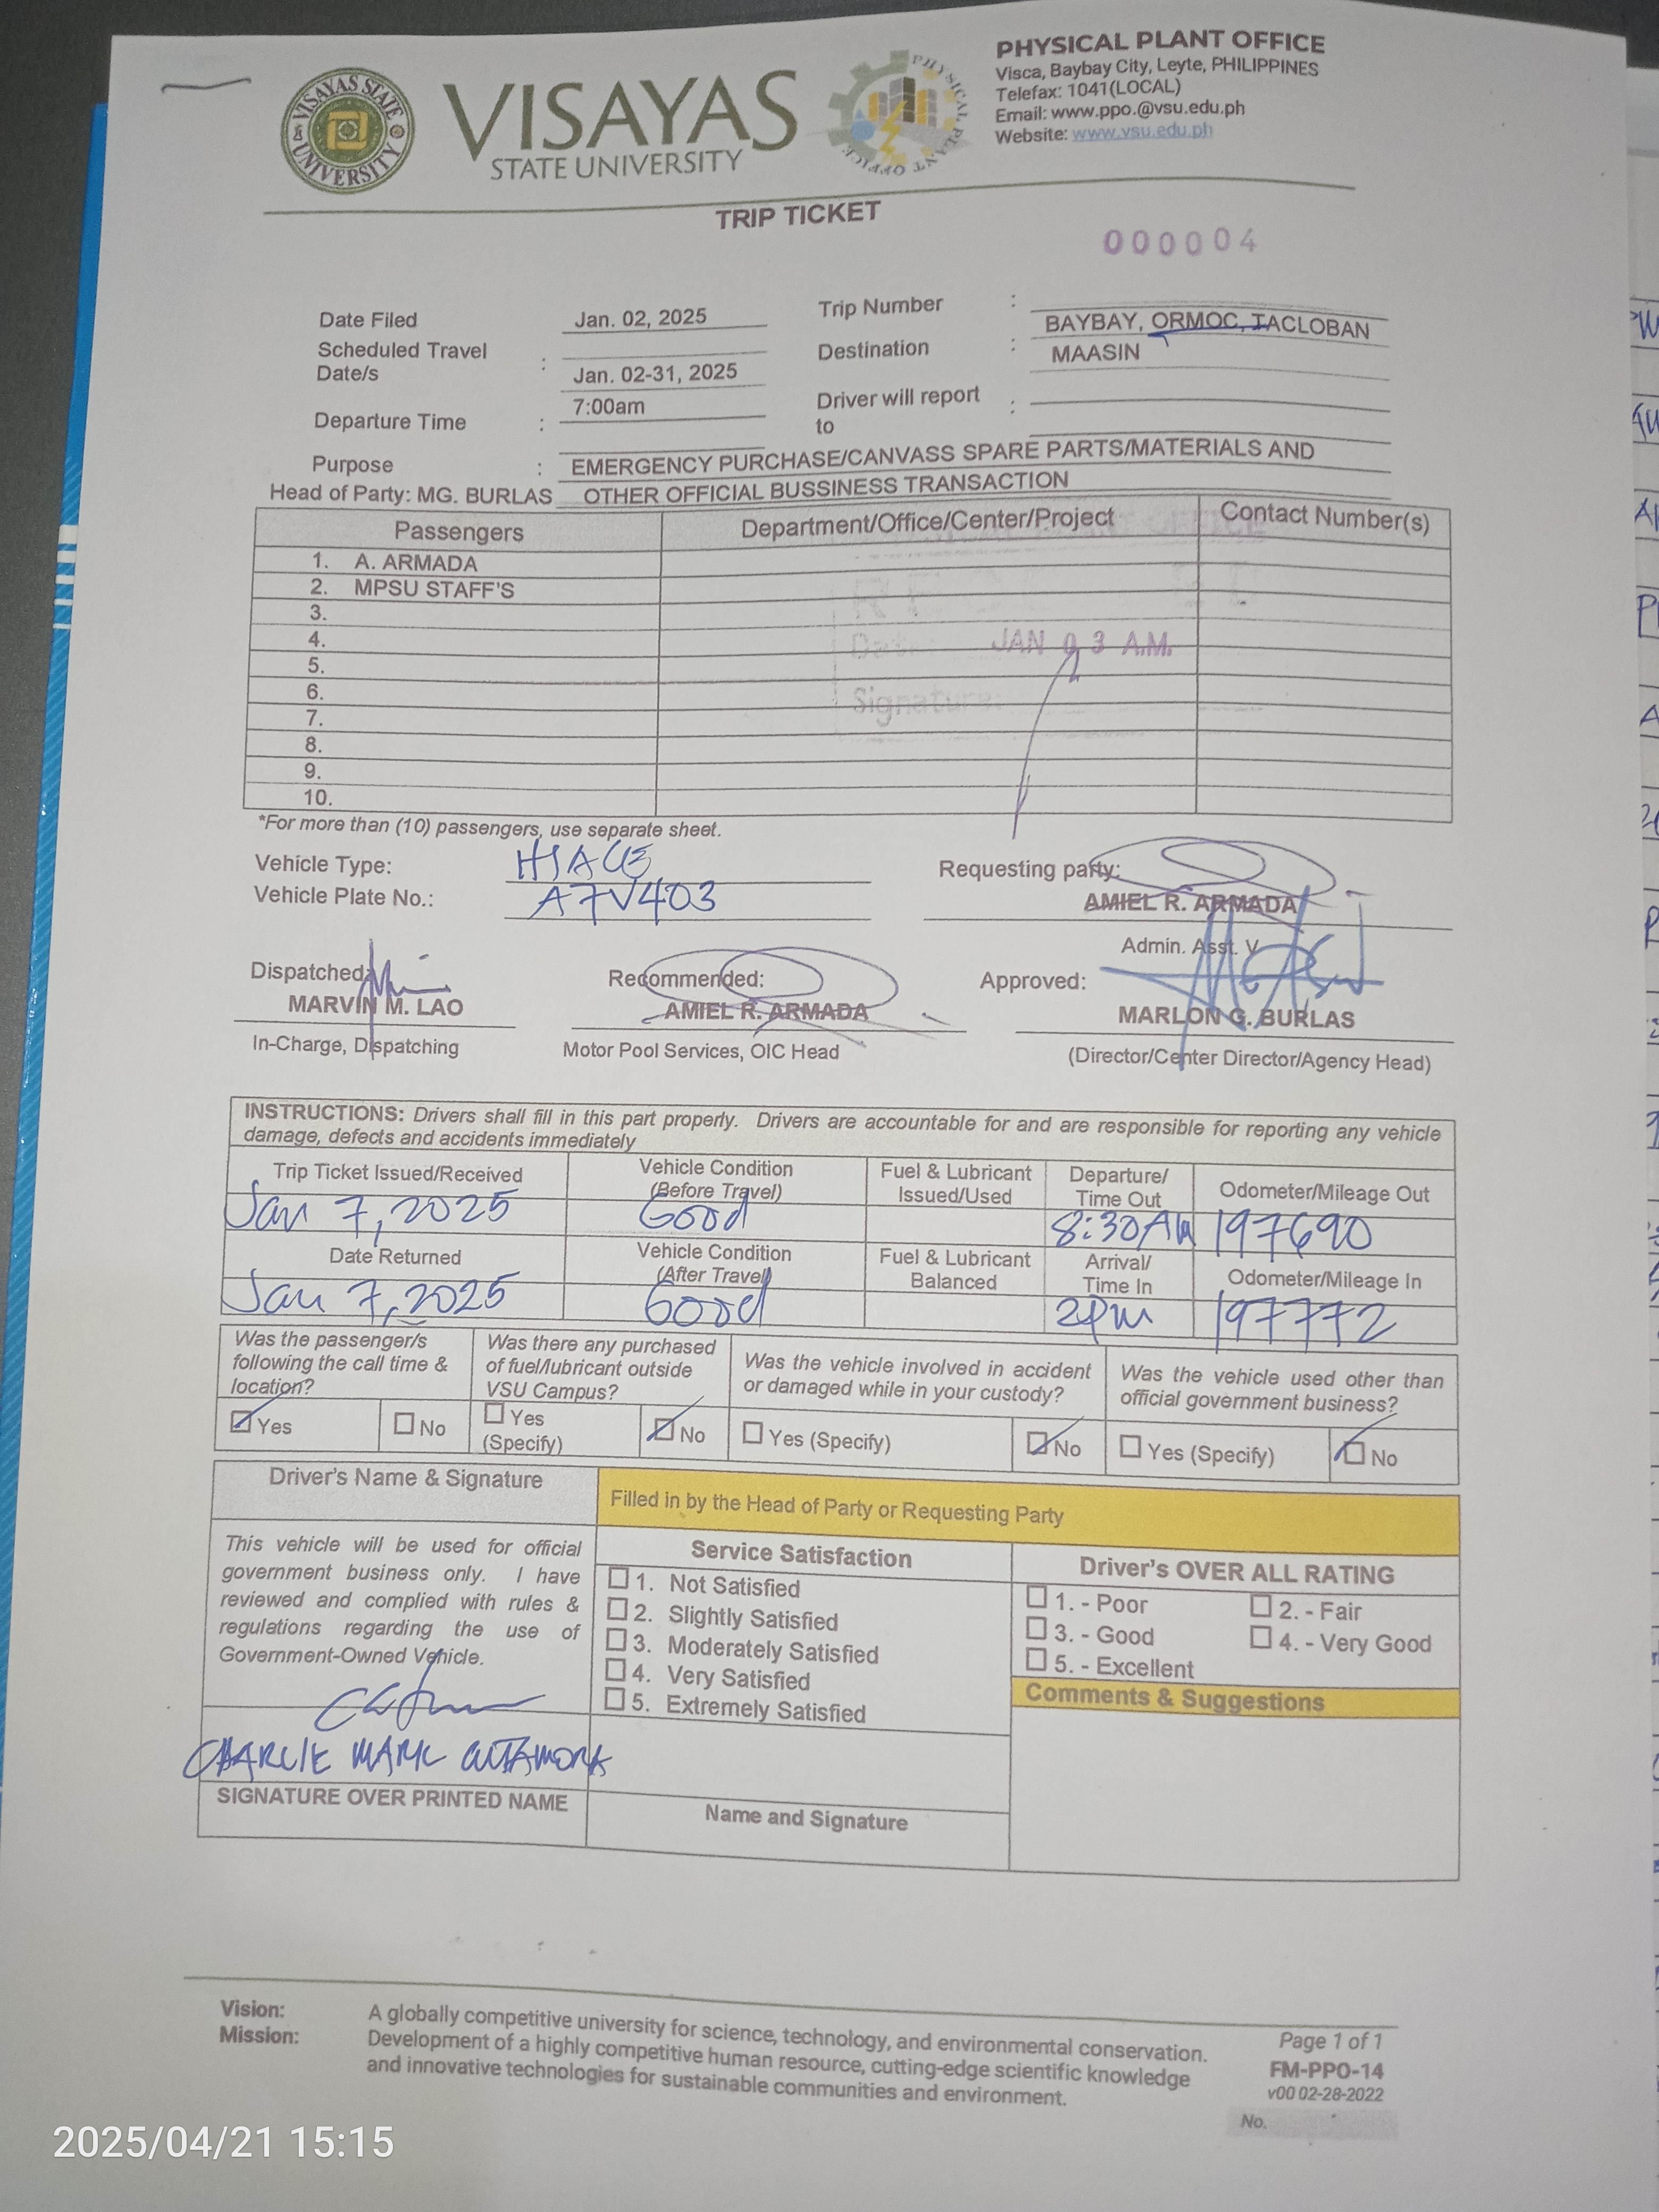 VISAYAS
STATE UNIVERSITY
VISAYAS STATE UNIVERSITY
PHYSICAL PLANT OFFICE
PHYSICAL PLANT OFFICE
Visca, Baybay City, Leyte, PHILIPPINES
Telefax: 1041(LOCAL)
Email: www.ppo.@vsu.edu.ph
Website: www.vsu.edu.ph
TRIP TICKET
000004
Date Filed Jan. 02, 2025
Trip Number :
Scheduled Travel Date/s : Jan. 02-31, 2025
Destination : BAYBAY, ORMOC, TACLOBAN
MAASIN
Departure Time : 7:00am
Driver will report to :
Purpose : EMERGENCY PURCHASE/CANVASS SPARE PARTS/MATERIALS AND
Head of Party: MG. BURLAS OTHER OFFICIAL BUSSINESS TRANSACTION
Passengers Department/Office/Center/Project Contact Number(s)
1. A. ARMADA
2. MPSU STAFF'S
3.
4.
JAN 03 A.M.
5.
6.
Signature:
7.
8.
9.
10.
*For more than (10) passengers, use separate sheet.
Vehicle Type: HIACE
Requesting party:
Vehicle Plate No.: A7V403
AMIEL R. ARMADA
Admin. Asst. V
Dispatched: Recommended: Approved:
MARVIN M. LAO AMIEL R. ARMADA MARLON G. BURLAS
In-Charge, Dispatching Motor Pool Services, OIC Head (Director/Center Director/Agency Head)
INSTRUCTIONS: Drivers shall fill in this part properly. Drivers are accountable for and are responsible for reporting any vehicle
damage, defects and accidents immediately
Trip Ticket Issued/Received Vehicle Condition (Before Travel) Fuel & Lubricant Issued/Used Departure/ Time Out Odometer/Mileage Out
Jan 7, 2025 Good 8:30AM 197690
Date Returned Vehicle Condition (After Travel) Fuel & Lubricant Balanced Arrival/ Time In Odometer/Mileage In
Jan 7, 2025 Good 2pm 197772
Was the passenger/s following the call time & location?
Was there any purchased of fuel/lubricant outside VSU Campus?
Was the vehicle involved in accident or damaged while in your custody?
Was the vehicle used other than official government business?
Yes No Yes (Specify) No Yes (Specify) No Yes (Specify) No
Driver's Name & Signature
Filled in by the Head of Party or Requesting Party
This vehicle will be used for official
government business only. I have
reviewed and complied with rules &
regulations regarding the use of
Government-Owned Vehicle.
Service Satisfaction
1. Not Satisfied
2. Slightly Satisfied
3. Moderately Satisfied
4. Very Satisfied
5. Extremely Satisfied
Driver's OVER ALL RATING
1. - Poor 2. - Fair
3. - Good 4. - Very Good
5. - Excellent
Comments & Suggestions
CHARLIE MARK
SIGNATURE OVER PRINTED NAME
Name and Signature
Vision: A globally competitive university for science, technology, and environmental conservation.
Mission: Development of a highly competitive human resource, cutting-edge scientific knowledge
and innovative technologies for sustainable communities and environment.
Page 1 of 1
FM-PPO-14
v00 02-28-2022
No.
2025/04/21 15:15